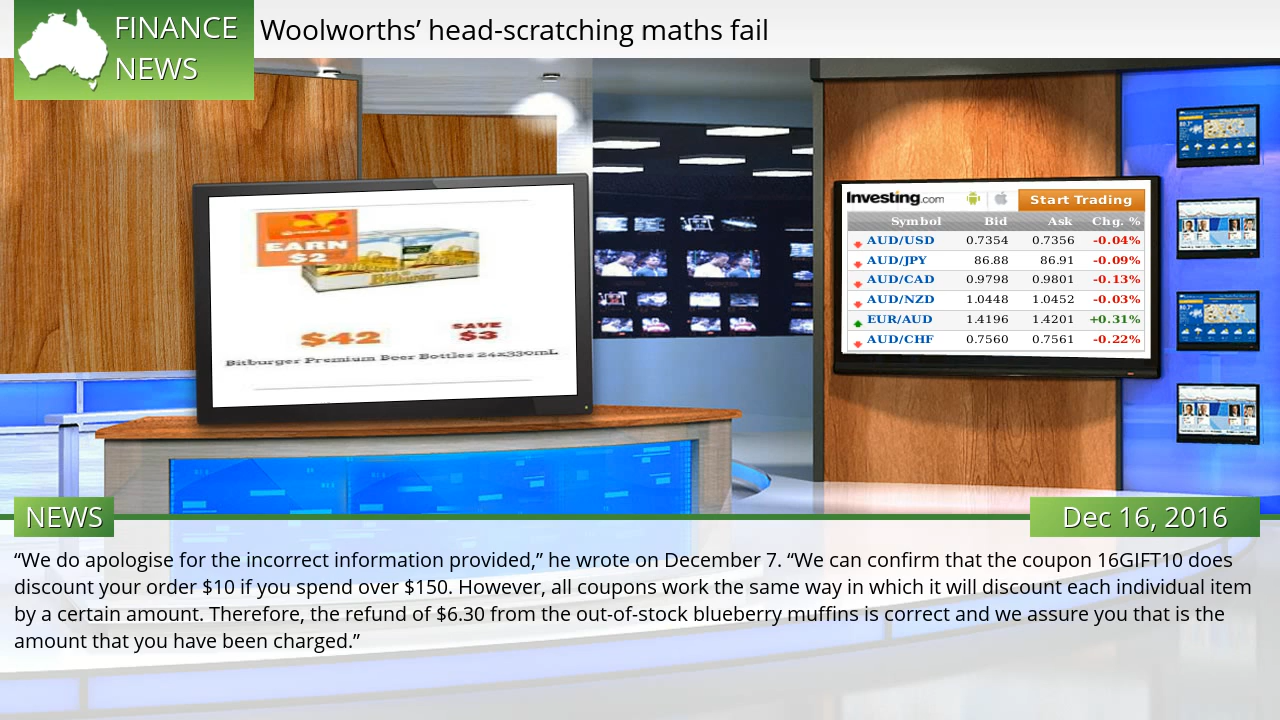 FINANCE
NEWS
Woolworths’ head-scratching maths fail
EARN
$2
Bitburger
$42
SAVE
$3
Bitburger Premium Beer Bottles 24x330mL
Investing.com
Start Trading
Symbol Bid Ask Chg. %
AUD/USD 0.7354 0.7356 -0.04%
AUD/JPY 86.88 86.91 -0.09%
AUD/CAD 0.9798 0.9801 -0.13%
AUD/NZD 1.0448 1.0452 -0.03%
EUR/AUD 1.4196 1.4201 +0.31%
AUD/CHF 0.7560 0.7561 -0.22%
NEWS
Dec 16, 2016
“We do apologise for the incorrect information provided,” he wrote on December 7. “We can confirm that the coupon 16GIFT10 does
discount your order $10 if you spend over $150. However, all coupons work the same way in which it will discount each individual item
by a certain amount. Therefore, the refund of $6.30 from the out-of-stock blueberry muffins is correct and we assure you that is the
amount that you have been charged.”